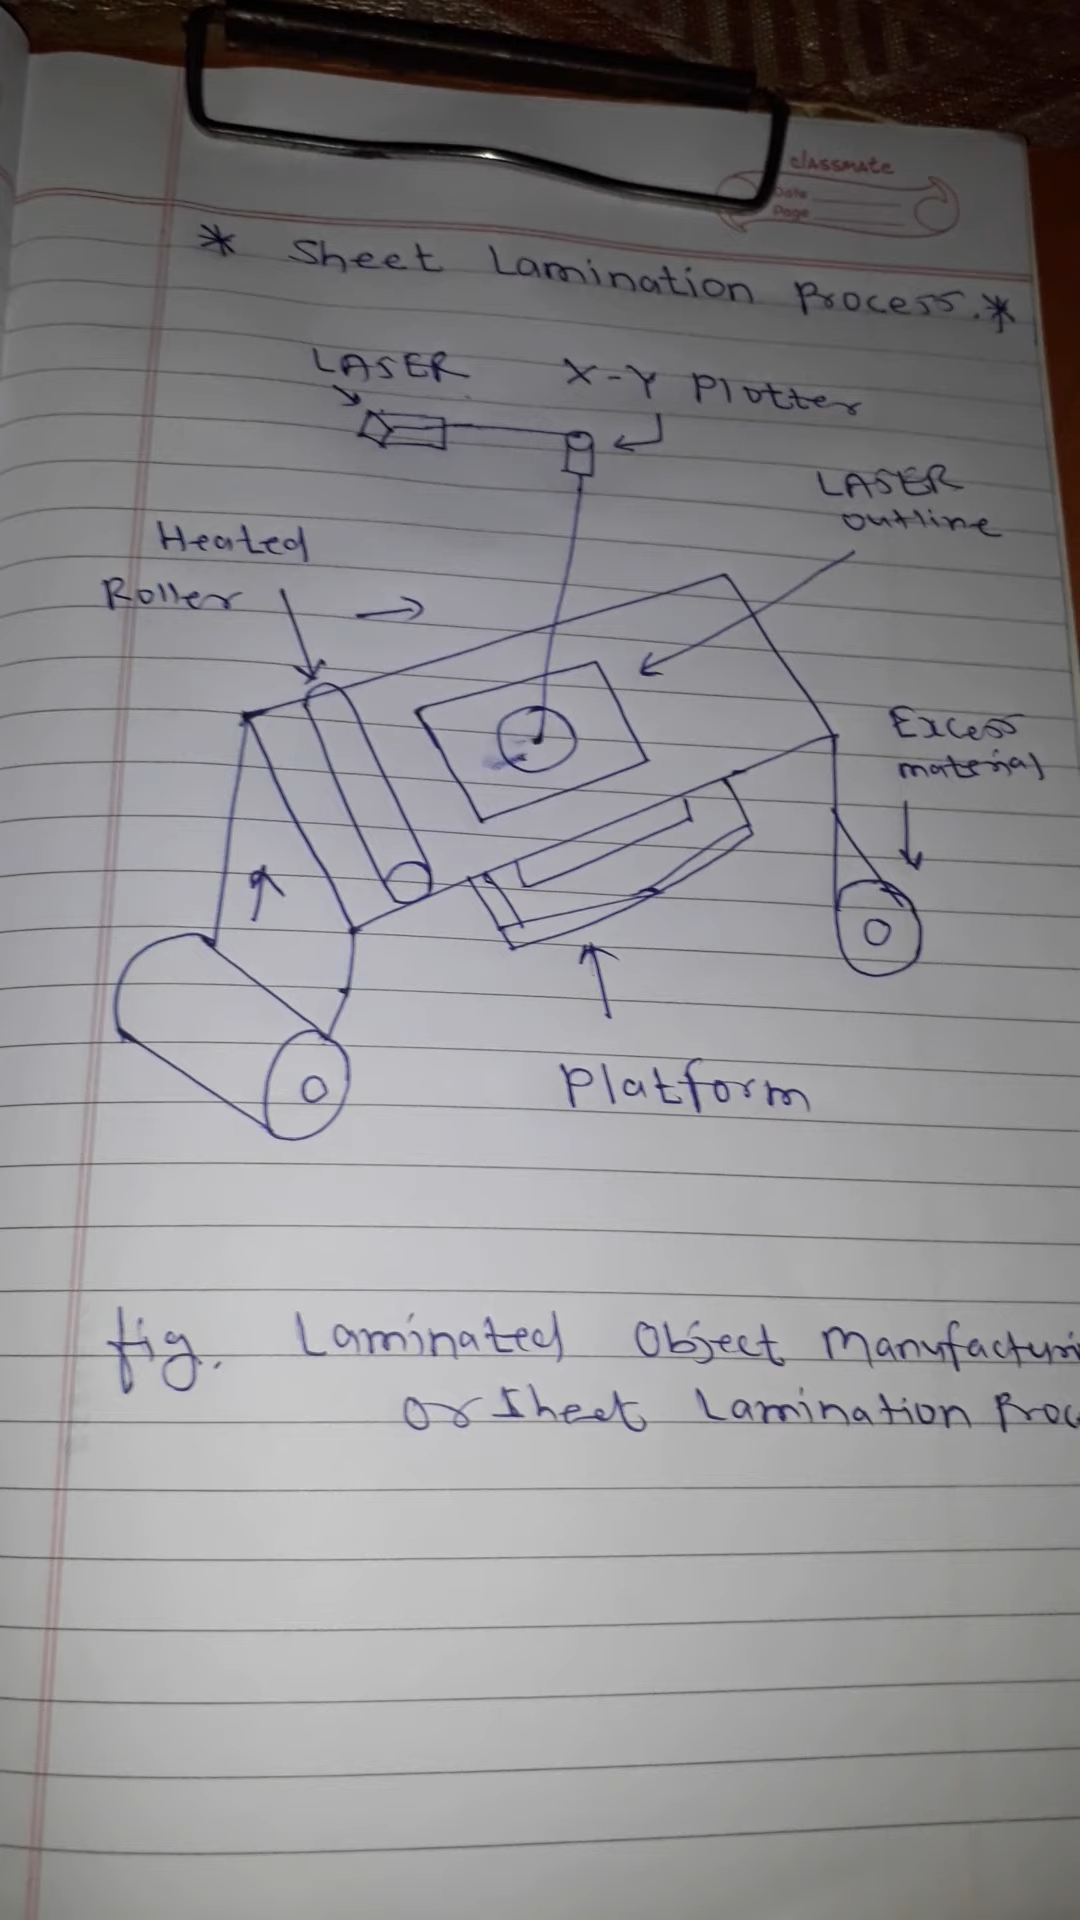 classmate
Date
Page
* Sheet Lamination Process. *
LASER
X-Y Plotter
LASER
outline
Heated
Roller
Excess
material
Platform
fig. Laminated Object Manufacturi
or Sheet Lamination Proc